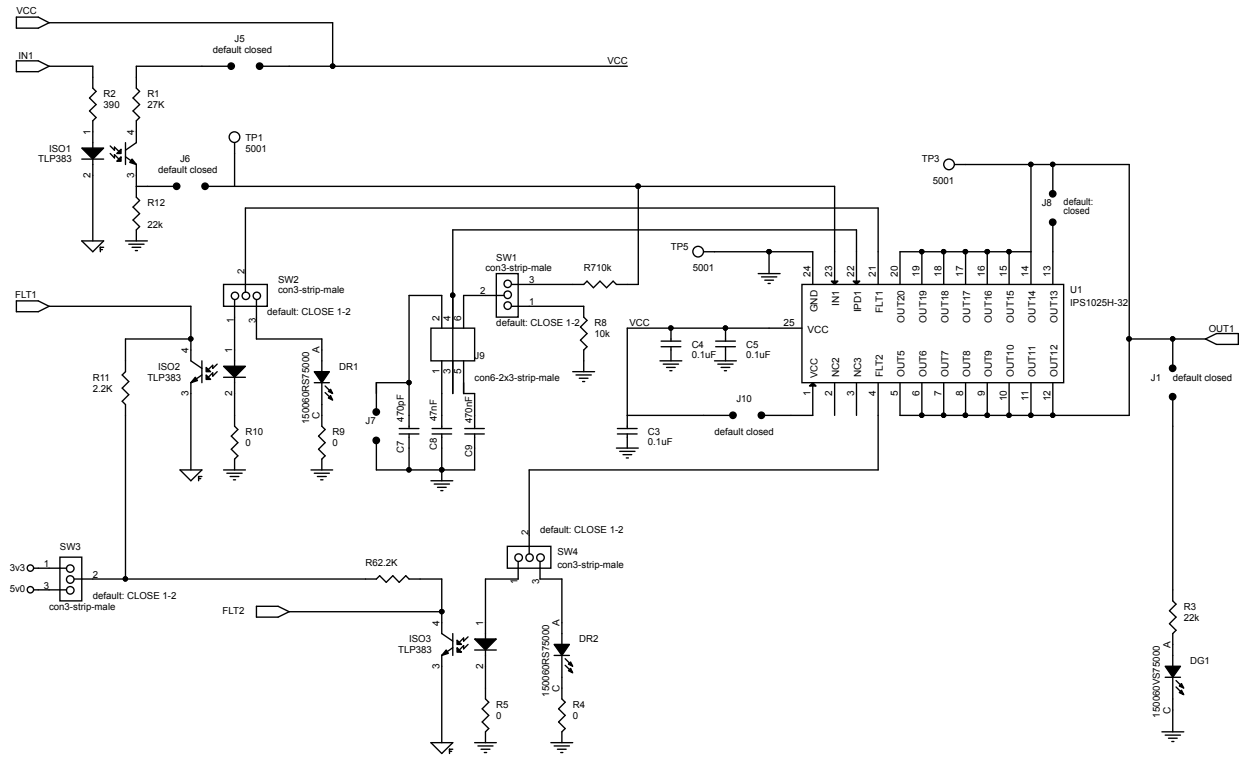 VCC
J5
default closed
IN1
VCC
R2
390
R1
27K
1
4
ISO1
TLP383
TP1
5001
J6
default closed
2
3
R12
22k
F
TP3
5001
J8
default:
closed
TP5
5001
SW1
con3-strip-male
R710k
3
2
1
default: CLOSE 1-2
R8
10k
24
23
22
21
20
19
18
17
16
15
14
13
GND
IN1
IPD1
FLT1
OUT20
OUT19
OUT18
OUT17
OUT16
OUT15
OUT14
OUT13
U1
IPS1025H-32
25
VCC
VCC
NC2
NC3
FLT2
OUT5
OUT6
OUT7
OUT8
OUT9
OUT10
OUT11
OUT12
1
2
3
4
5
6
7
8
9
10
11
12
VCC
C4
0.1uF
C5
0.1uF
C3
0.1uF
J10
default closed
OUT1
J1
default closed
2
SW2
con3-strip-male
default: CLOSE 1-2
1
3
FLT1
4
ISO2
TLP383
3
1
2
R11
2.2K
R10
0
F
A
DR1
150060RS75000
C
R9
0
2
4
6
J9
con6-2x3-strip-male
1
3
5
J7
470pF
C7
47nF
C8
470nF
C9
2
default: CLOSE 1-2
SW4
con3-strip-male
1
3
SW3
3v3
1
2
5v0
3
default: CLOSE 1-2
con3-strip-male
R62.2K
FLT2
4
ISO3
TLP383
3
1
2
R5
0
F
A
DR2
150060RS75000
C
R4
0
R3
22k
A
DG1
150060VS75000
C